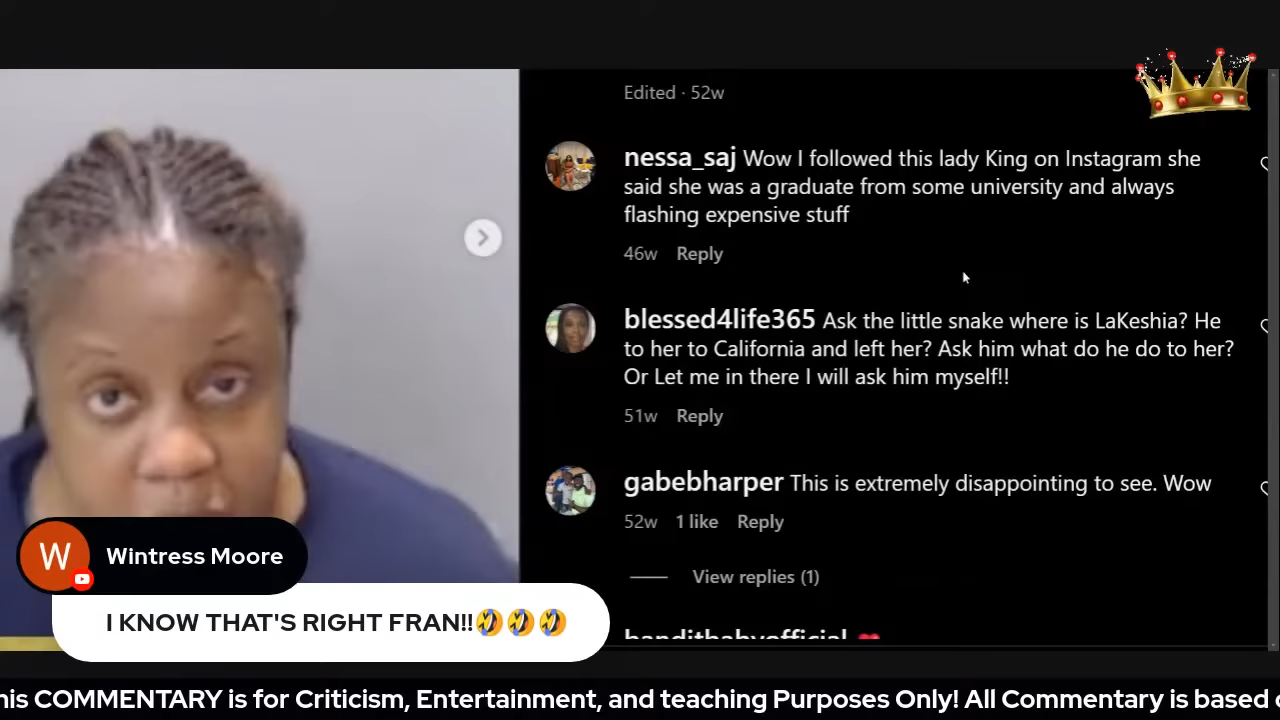 Edited · 52w
nessa_saj Wow I followed this lady King on Instagram she
said she was a graduate from some university and always
flashing expensive stuff
46w Reply
blessed4life365 Ask the little snake where is LaKeshia? He
to her to California and left her? Ask him what do he do to her?
Or Let me in there I will ask him myself!!
51w Reply
gabebharper This is extremely disappointing to see. Wow
52w 1 like Reply
View replies (1)
banditbabyofficial ❤️
W Wintress Moore
I KNOW THAT'S RIGHT FRAN!!🤣🤣🤣
his COMMENTARY is for Criticism, Entertainment, and teaching Purposes Only! All Commentary is based